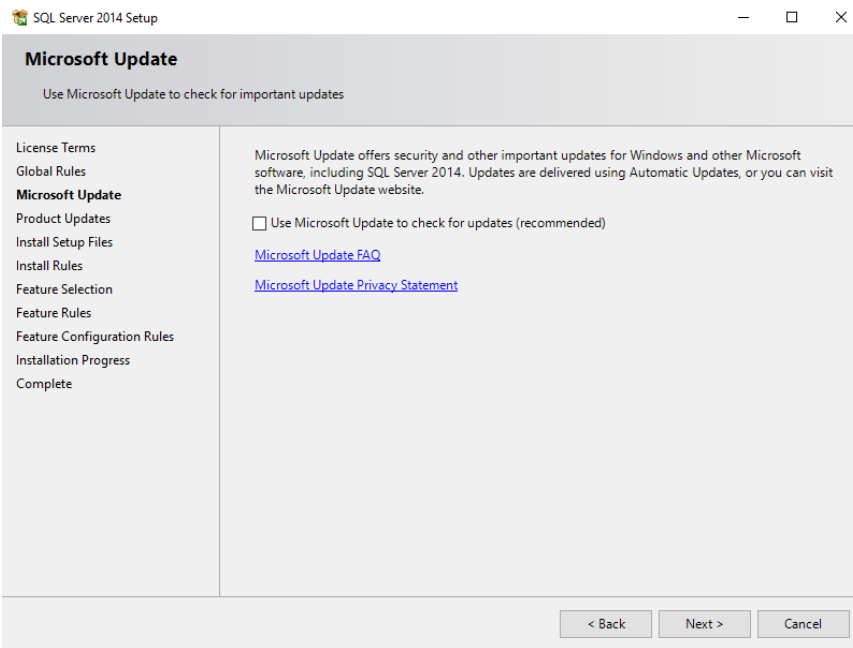 SQL Server 2014 Setup
Microsoft Update
Use Microsoft Update to check for important updates
License Terms
Global Rules
Microsoft Update
Product Updates
Install Setup Files
Install Rules
Feature Selection
Feature Rules
Feature Configuration Rules
Installation Progress
Complete
Microsoft Update offers security and other important updates for Windows and other Microsoft
software, including SQL Server 2014. Updates are delivered using Automatic Updates, or you can visit
the Microsoft Update website.
Use Microsoft Update to check for updates (recommended)
Microsoft Update FAQ
Microsoft Update Privacy Statement
< Back Next > Cancel